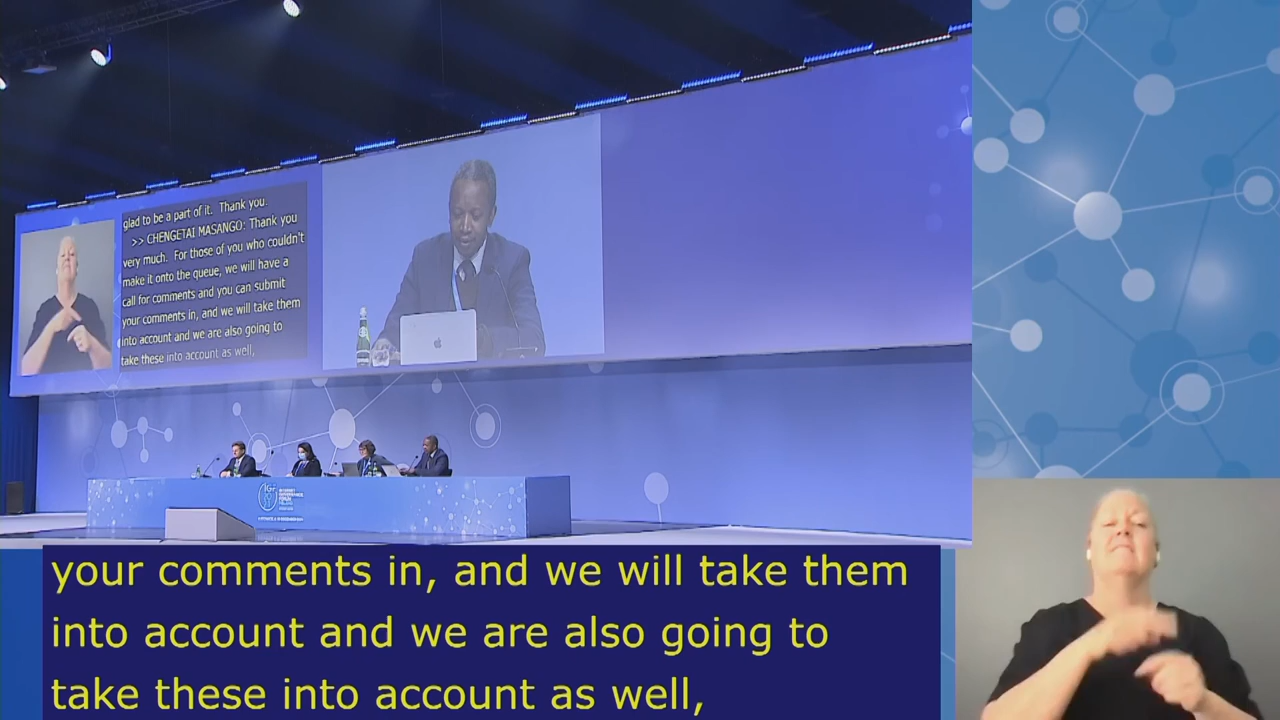 glad to be a part of it. Thank you.
>> CHENGETAI MASANGO: Thank you
very much. For those of you who couldn't
make it onto the queue, we will have a
call for comments and you can submit
your comments in, and we will take them
into account and we are also going to
take these into account as well,
IGF
INTERNET
GOVERNANCE
FORUM
your comments in, and we will take them
into account and we are also going to
take these into account as well,